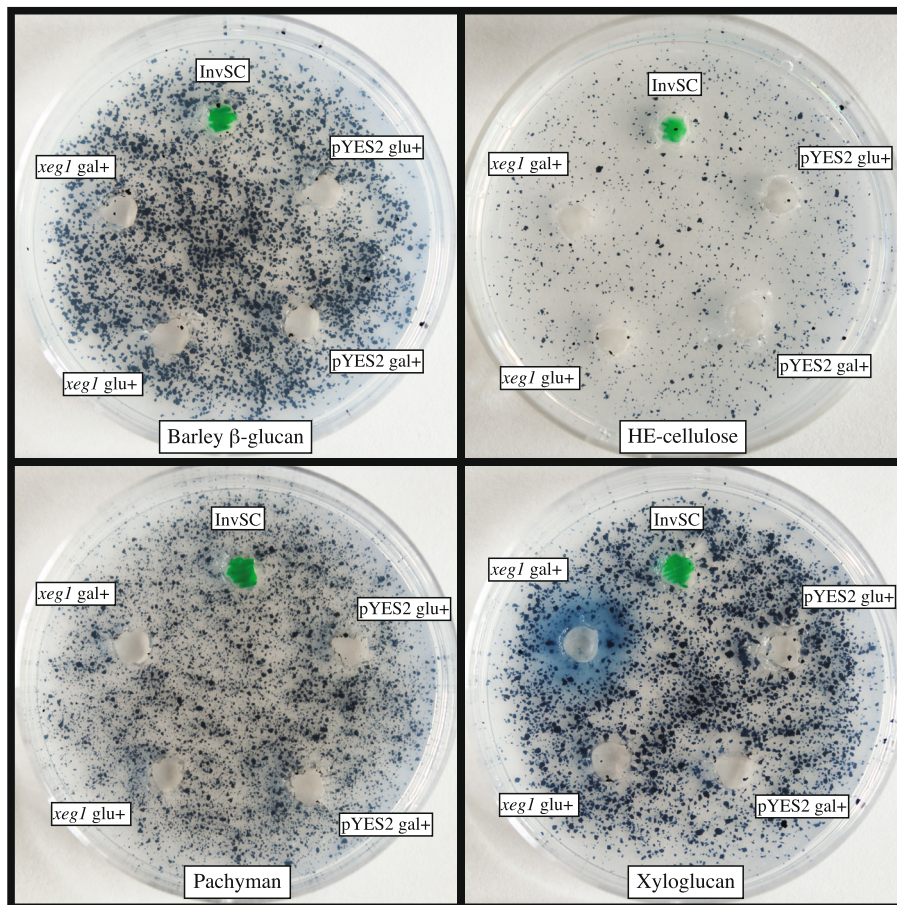 InvSC
pYES2 glu+
xeg1 gal+
pYES2 gal+
xeg1 glu+
Barley β-glucan
InvSC
pYES2 glu+
xeg1 gal+
pYES2 gal+
xeg1 glu+
HE-cellulose
InvSC
xeg1 gal+
pYES2 glu+
xeg1 glu+
pYES2 gal+
Pachyman
InvSC
xeg1 gal+
pYES2 glu+
xeg1 glu+
pYES2 gal+
Xyloglucan